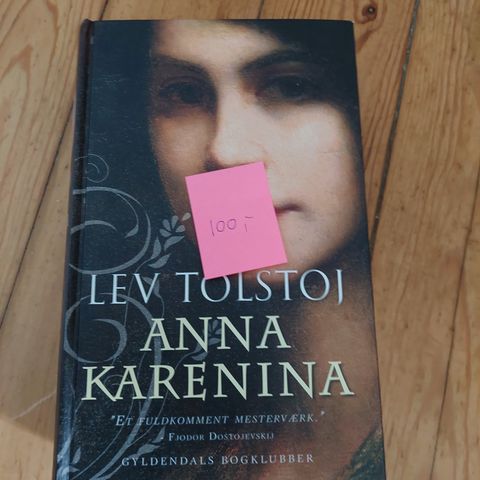 100,-
LEV TOLSTOJ
ANNA
KARENINA
"ET FULDKOMMENT MESTERVÆRK."
- FJODOR DOSTOJEVSKIJ
GYLDENDALS BOGKLUBBER